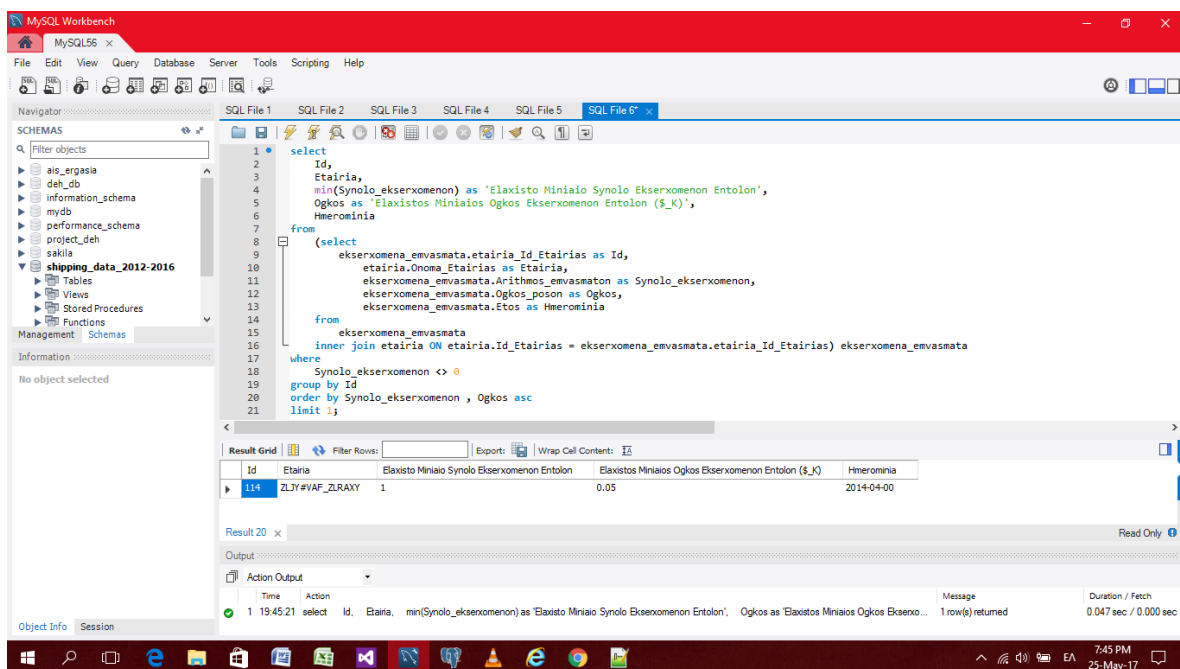 MySQL Workbench
MySQL56
File Edit View Query Database Server Tools Scripting Help
Navigator
SCHEMAS
Filter objects
ais_ergasia
deh_db
information_schema
mydb
performance_schema
project_deh
sakila
shipping_data_2012-2016
Tables
Views
Stored Procedures
Functions
Management Schemas
Information
No object selected
Object Info Session
SQL File 1 SQL File 2 SQL File 3 SQL File 4 SQL File 5 SQL File 6*
1 select
2 Id,
3 Etairia,
4 min(Synolo_ekserxomenon) as 'Elaxisto Miniaio Synolo Ekserxomenon Entolon',
5 Ogkos as 'Elaxistos Miniaios Ogkos Ekserxomenon Entolon ($_K)',
6 Hmerominia
7 from
8 (select
9 ekserxomena_emvasmata.etairia_Id_Etairias as Id,
10 etairia.Onoma_Etairias as Etairia,
11 ekserxomena_emvasmata.Arithmos_emvasmaton as Synolo_ekserxomenon,
12 ekserxomena_emvasmata.Ogkos_poson as Ogkos,
13 ekserxomena_emvasmata.Etos as Hmerominia
14 from
15 ekserxomena_emvasmata
16 inner join etairia ON etairia.Id_Etairias = ekserxomena_emvasmata.etairia_Id_Etairias) ekserxomena_emvasmata
17 where
18 Synolo_ekserxomenon <> 0
19 group by Id
20 order by Synolo_ekserxomenon , Ogkos asc
21 limit 1;
Result Grid Filter Rows: Export: Wrap Cell Content:
Id Etairia Elaxisto Miniaio Synolo Ekserxomenon Entolon Elaxistos Miniaios Ogkos Ekserxomenon Entolon ($_K) Hmerominia
114 ZLJY#VAF_ZLRAXY 1 0.05 2014-04-00
Result 20 Read Only
Output
Action Output
Time Action Message Duration / Fetch
1 19:45:21 select Id, Etairia, min(Synolo_ekserxomenon) as 'Elaxisto Miniaio Synolo Ekserxomenon Entolon', Ogkos as 'Elaxistos Miniaios Ogkos Ekserxo... 1 row(s) returned 0.047 sec / 0.000 sec
ΕΛ 7:45 PM
25-May-17